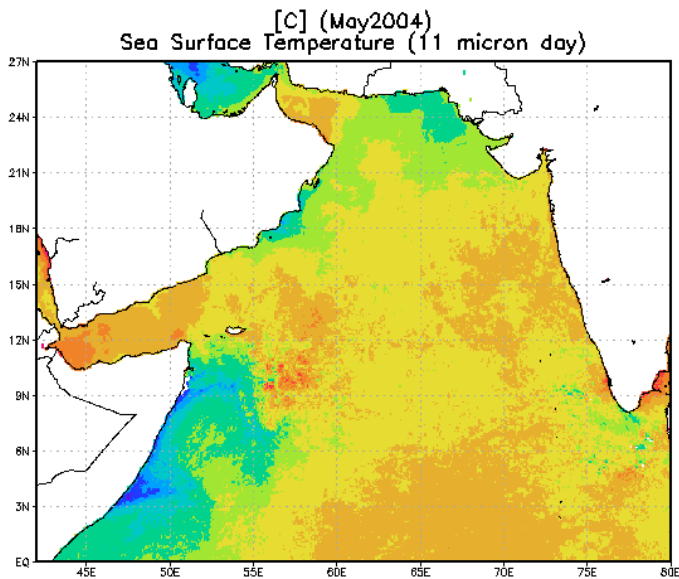 [C] (May2004)
Sea Surface Temperature (11 micron day)
27N
24N
21N
18N
15N
12N
9N
6N
3N
EQ
45E 50E 55E 60E 65E 70E 75E 80E